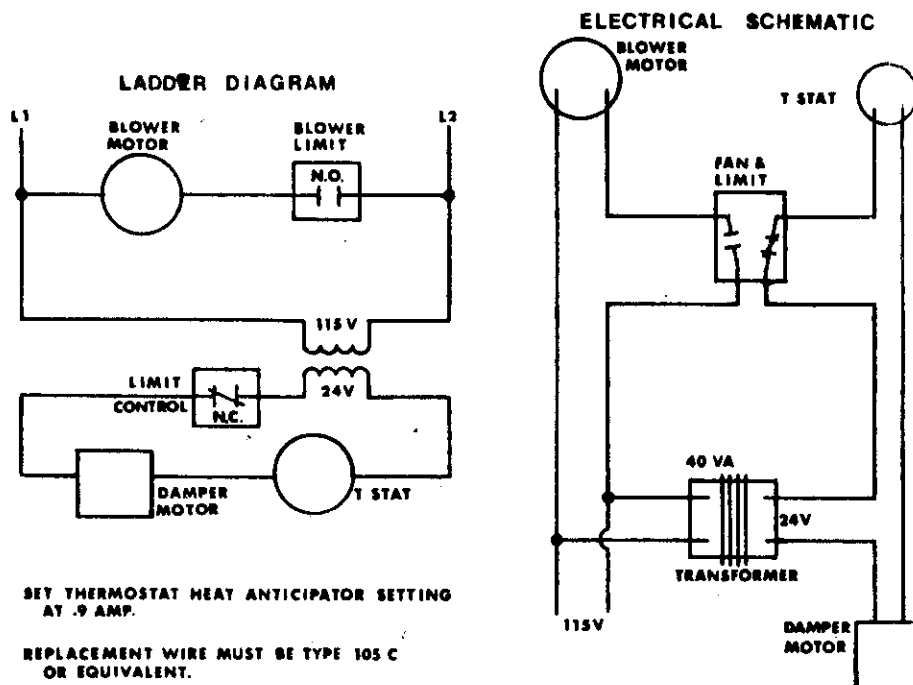 ELECTRICAL SCHEMATIC
LADDER DIAGRAM
L1
BLOWER
MOTOR
BLOWER
LIMIT
L2
N.O.
115 V
24V
LIMIT
CONTROL
N.C.
DAMPER
MOTOR
T STAT
SET THERMOSTAT HEAT ANTICIPATOR SETTING
AT .9 AMP.
REPLACEMENT WIRE MUST BE TYPE 105 C
OR EQUIVALENT.
BLOWER
MOTOR
T STAT
FAN &
LIMIT
40 VA
24V
TRANSFORMER
115V
DAMPER
MOTOR